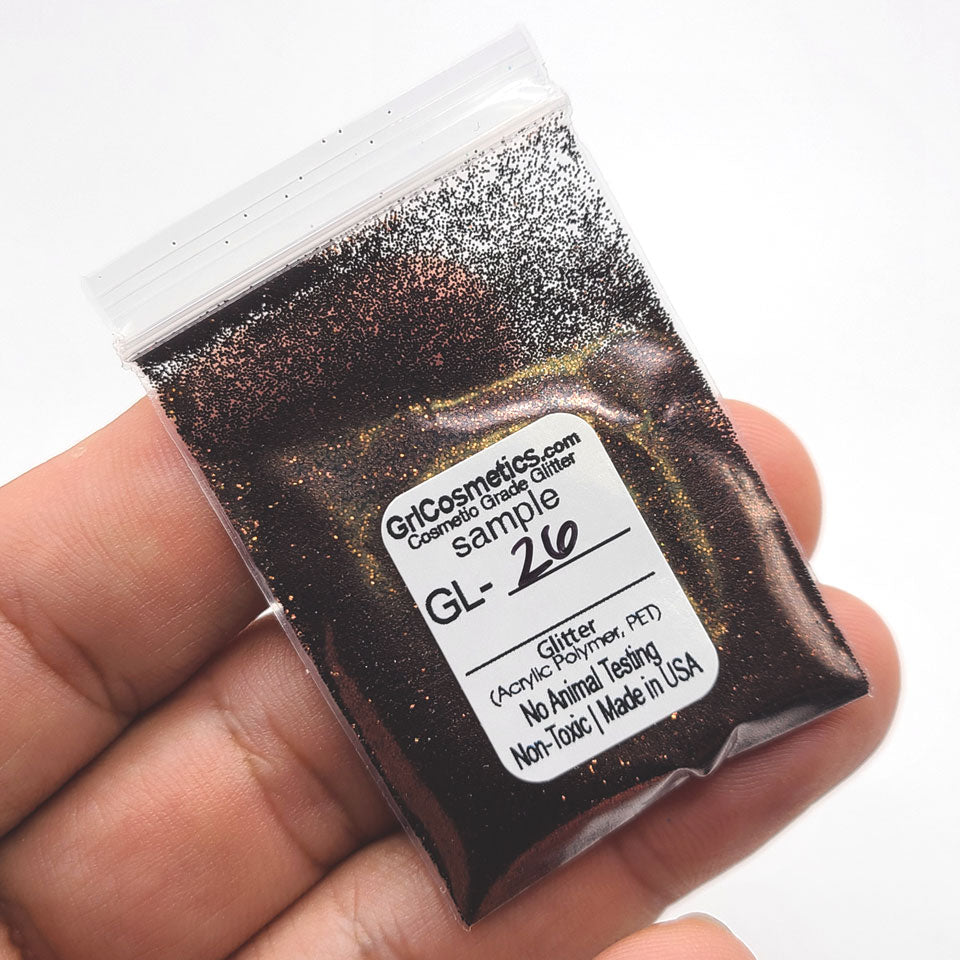 GrlCosmetics.com
Cosmetic Grade Glitter
sample
GL- 26
Glitter
(Acrylic Polymer, PET)
No Animal Testing
Non-Toxic | Made in USA